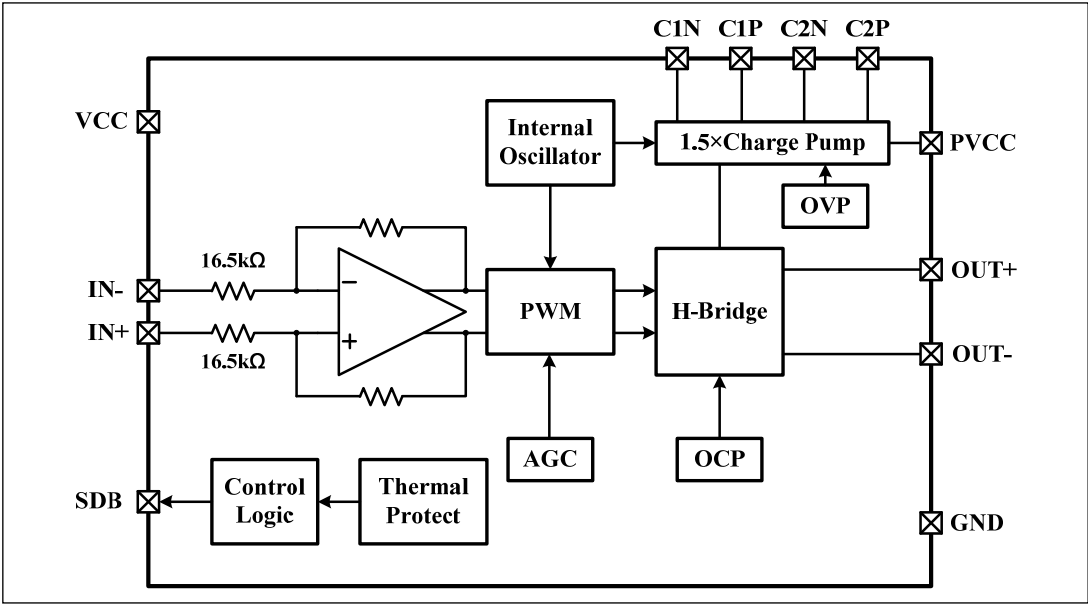 C1N C1P C2N C2P
VCC
Internal
Oscillator
1.5×Charge Pump
PVCC
OVP
16.5kΩ
IN-
IN+
16.5kΩ
−
+
PWM
H-Bridge
OUT+
OUT-
AGC
OCP
SDB
Control
Logic
Thermal
Protect
GND